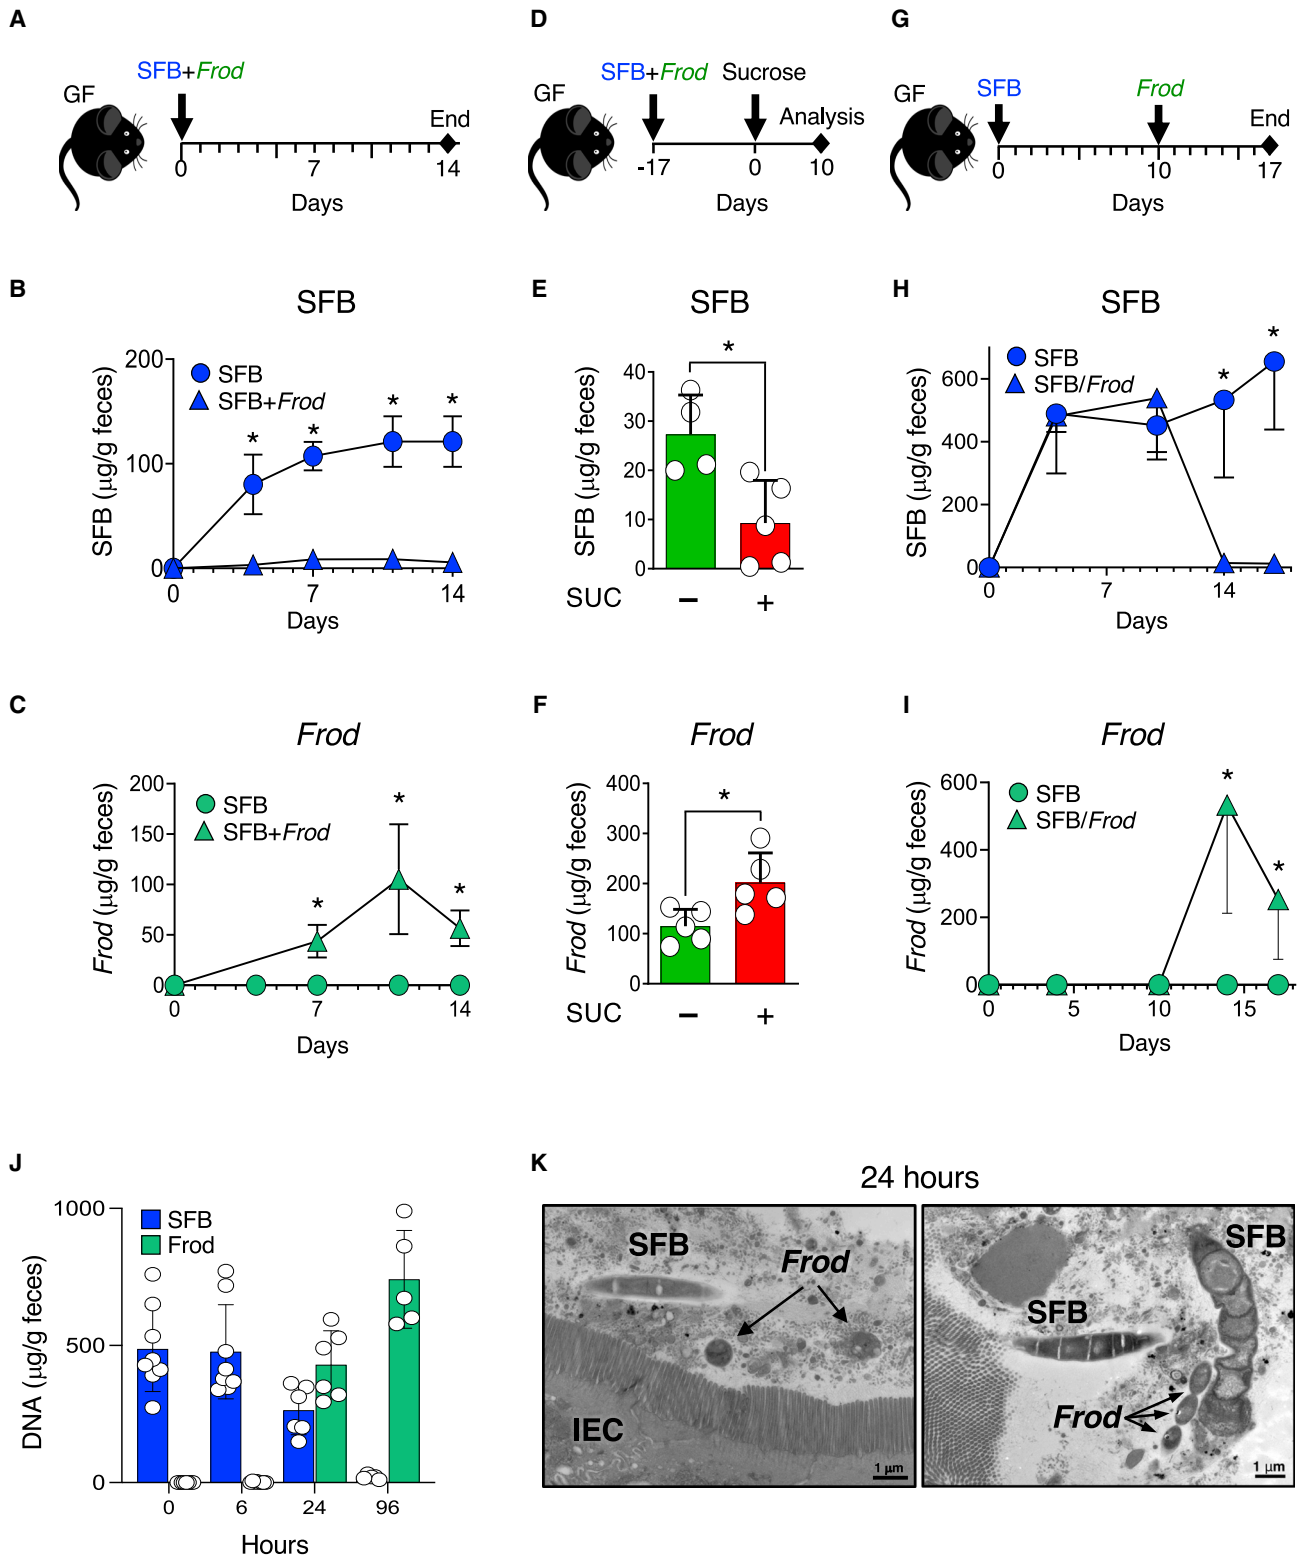 A
SFB+Frod
GF
End
0
7
14
Days
D
SFB+Frod
Sucrose
GF
Analysis
-17
0
10
Days
G
SFB
Frod
GF
End
0
10
17
Days
B
SFB
SFB (µg/g feces)
200
100
0
SFB
SFB+Frod
*
*
*
*
0
7
14
Days
E
SFB
SFB (µg/g feces)
40
30
20
10
0
*
SUC
−
+
H
SFB
SFB (µg/g feces)
600
400
200
0
SFB
SFB/Frod
*
*
0
7
14
Days
C
Frod
Frod (µg/g feces)
200
150
100
50
0
SFB
SFB+Frod
*
*
*
0
7
14
Days
F
Frod
Frod (µg/g feces)
400
300
200
100
0
*
SUC
−
+
I
Frod
Frod (µg/g feces)
600
400
200
0
SFB
SFB/Frod
*
*
0
5
10
15
Days
J
DNA (µg/g feces)
1000
500
0
SFB
Frod
0
6
24
96
Hours
K
24 hours
SFB
Frod
IEC
1 µm
SFB
SFB
Frod
1 µm